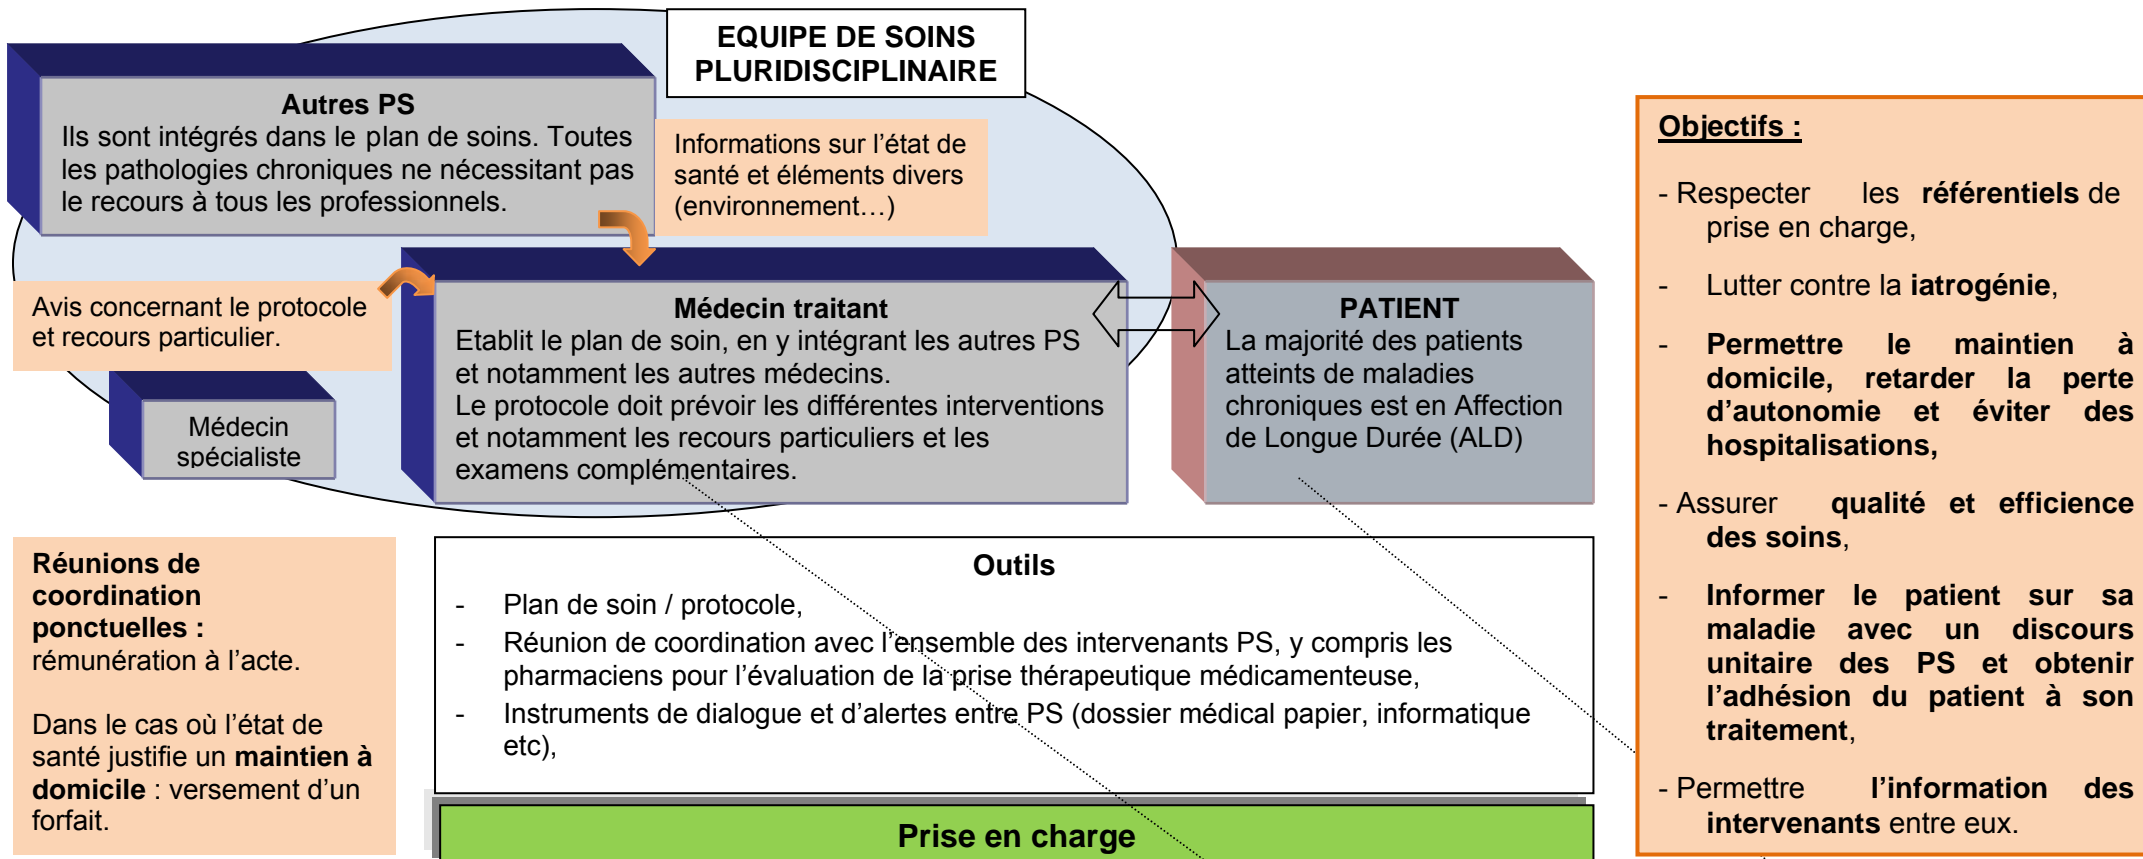 EQUIPE DE SOINS
PLURIDISCIPLINAIRE
Autres PS
Ils sont intégrés dans le plan de soins. Toutes
les pathologies chroniques ne nécessitant pas
le recours à tous les professionnels.
Informations sur l’état de
santé et éléments divers
(environnement…)
Avis concernant le protocole
et recours particulier.
Médecin
spécialiste
Médecin traitant
Etablit le plan de soin, en y intégrant les autres PS
et notamment les autres médecins.
Le protocole doit prévoir les différentes interventions
et notamment les recours particuliers et les
examens complémentaires.
PATIENT
La majorité des patients
atteints de maladies
chroniques est en Affection
de Longue Durée (ALD)
Réunions de
coordination
ponctuelles :
rémunération à l’acte.
Dans le cas où l’état de
santé justifie un maintien à
domicile : versement d’un
forfait.
Outils
- Plan de soin / protocole,
- Réunion de coordination avec l’ensemble des intervenants PS, y compris les
pharmaciens pour l’évaluation de la prise thérapeutique médicamenteuse,
- Instruments de dialogue et d’alertes entre PS (dossier médical papier, informatique
etc),
Prise en charge
Objectifs :
- Respecter les référentiels de
prise en charge,
- Lutter contre la iatrogénie,
- Permettre le maintien à
domicile, retarder la perte
d’autonomie et éviter des
hospitalisations,
- Assurer qualité et efficience
des soins,
- Informer le patient sur sa
maladie avec un discours
unitaire des PS et obtenir
l’adhésion du patient à son
traitement,
- Permettre l’information des
intervenants entre eux.